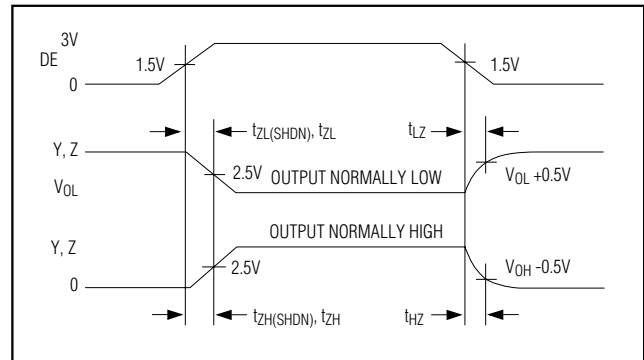 3V
DE
1.5V
1.5V
0
tZL(SHDN), tZL
tLZ
Y, Z
2.5V
OUTPUT NORMALLY LOW
VOL +0.5V
VOL
OUTPUT NORMALLY HIGH
Y, Z
2.5V
VOH -0.5V
0
tZH(SHDN), tZH
tHZ